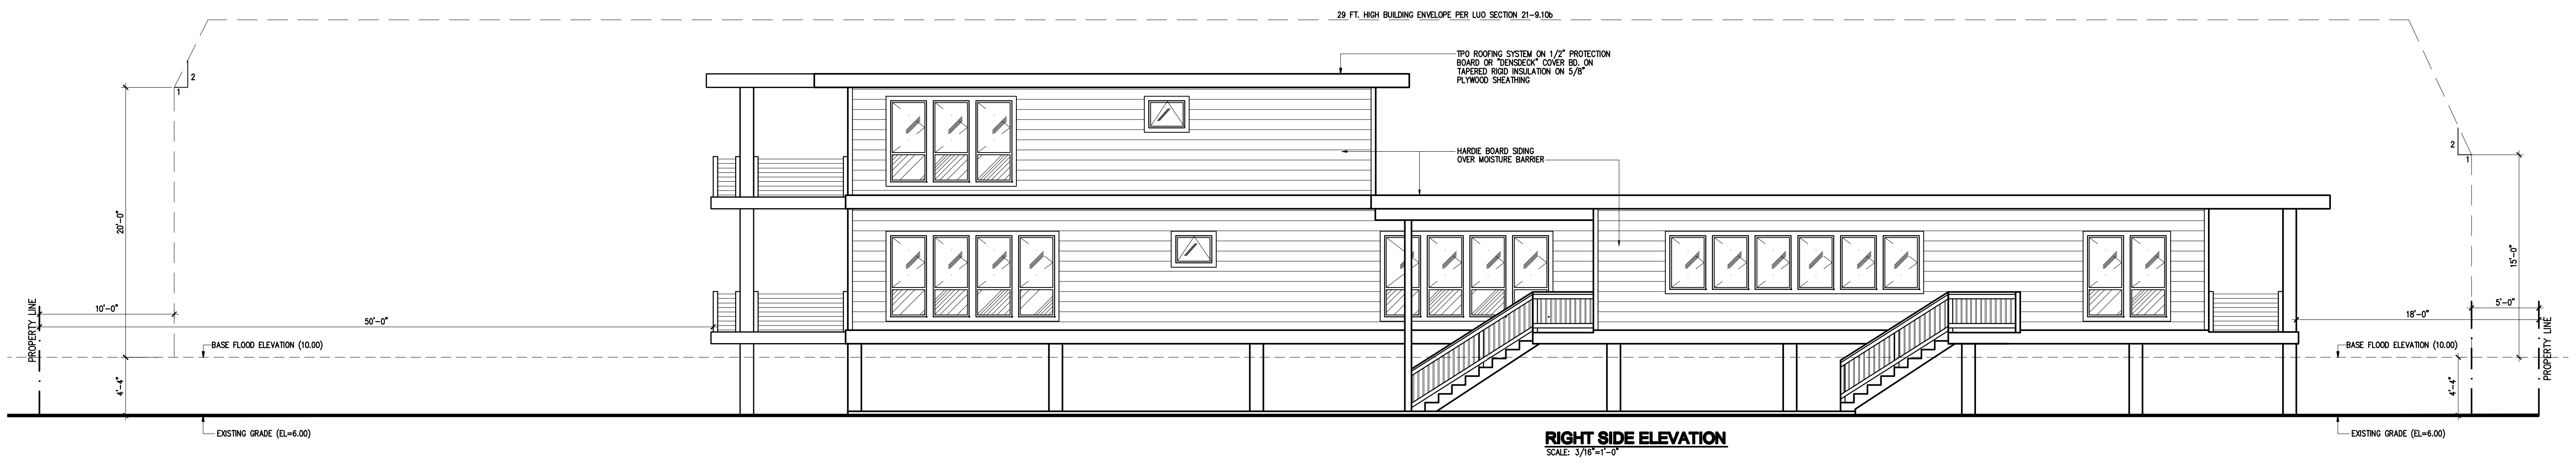 29 FT. HIGH BUILDING ENVELOPE PER LUO SECTION 21-9.10b
TPO ROOFING SYSTEM ON 1/2" PROTECTION
BOARD OR "DENSDECK" COVER BD. ON
TAPERED RIGID INSULATION ON 5/8"
PLYWOOD SHEATHING
2
1
2
1
HARDIE BOARD SIDING
OVER MOISTURE BARRIER
20'-0"
15'-0"
PROPERTY LINE
10'-0"
50'-0"
5'-0"
18'-0"
PROPERTY LINE
BASE FLOOD ELEVATION (10.00)
BASE FLOOD ELEVATION (10.00)
4'-4"
4'-4"
EXISTING GRADE (EL=6.00)
EXISTING GRADE (EL=6.00)
RIGHT SIDE ELEVATION
SCALE: 3/16"=1'-0"